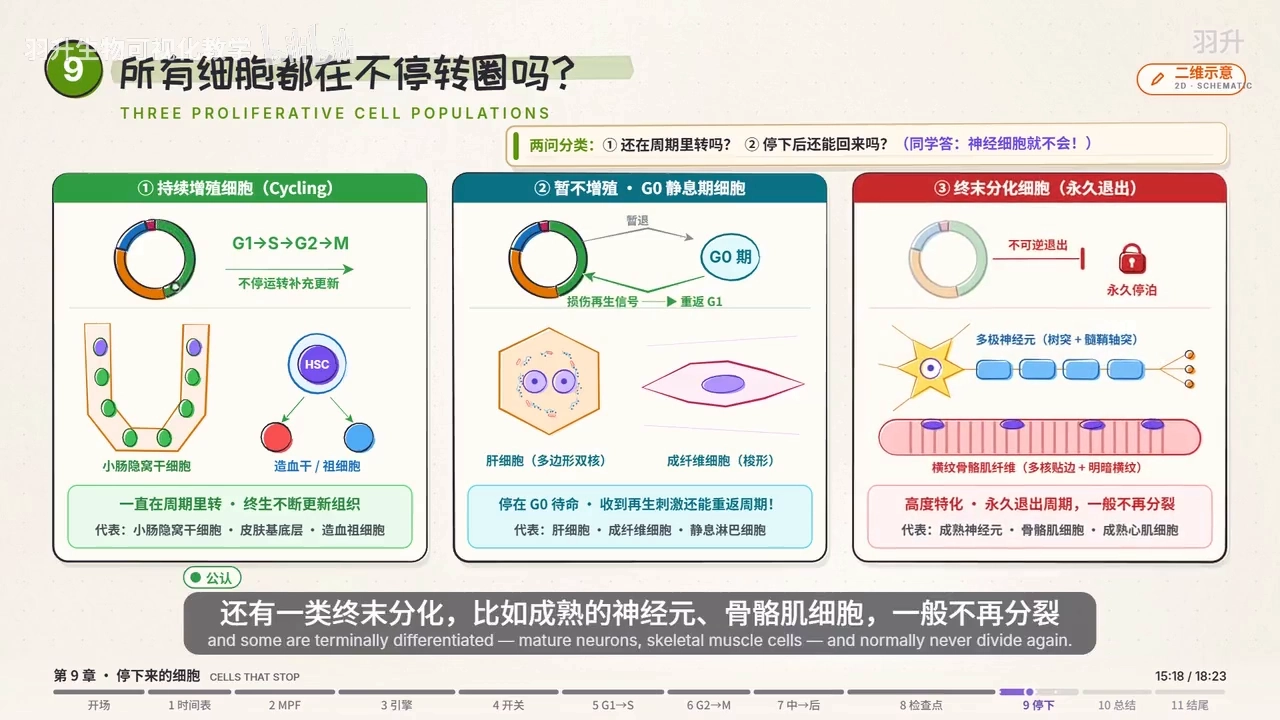 羽升生物可视化教学
羽升
9
所有细胞都在不停转圈吗？
THREE PROLIFERATIVE CELL POPULATIONS
二维示意
2D · SCHEMATIC
两问分类：① 还在周期里转吗？ ② 停下后还能回来吗？（同学答：神经细胞就不会！）
① 持续增殖细胞（Cycling）
G1→S→G2→M
不停运转补充更新
HSC
小肠隐窝干细胞
造血干 / 祖细胞
一直在周期里转 · 终生不断更新组织
代表：小肠隐窝干细胞 · 皮肤基底层 · 造血祖细胞
② 暂不增殖 · G0 静息期细胞
暂退
G0 期
损伤再生信号 ──▶ 重返 G1
肝细胞（多边形双核）
成纤维细胞（梭形）
停在 G0 待命 · 收到再生刺激还能重返周期！
代表：肝细胞 · 成纤维细胞 · 静息淋巴细胞
③ 终末分化细胞（永久退出）
不可逆退出
永久停泊
多极神经元（树突 + 髓鞘轴突）
横纹骨骼肌纤维（多核贴边 + 明暗横纹）
高度特化 · 永久退出周期，一般不再分裂
代表：成熟神经元 · 骨骼肌细胞 · 成熟心肌细胞
公认
还有一类终末分化，比如成熟的神经元、骨骼肌细胞，一般不再分裂
and some are terminally differentiated — mature neurons, skeletal muscle cells — and normally never divide again.
第 9 章 · 停下来的细胞 CELLS THAT STOP
15:18 / 18:23
开场 1 时间表 2 MPF 3 引擎 4 开关 5 G1→S 6 G2→M 7 中→后 8 检查点 9 停下 10 总结 11 结尾